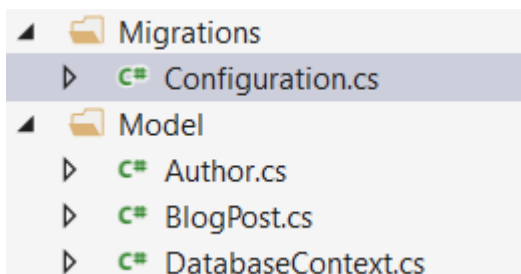 Migrations
C# Configuration.cs
Model
C# Author.cs
C# BlogPost.cs
C# DatabaseContext.cs